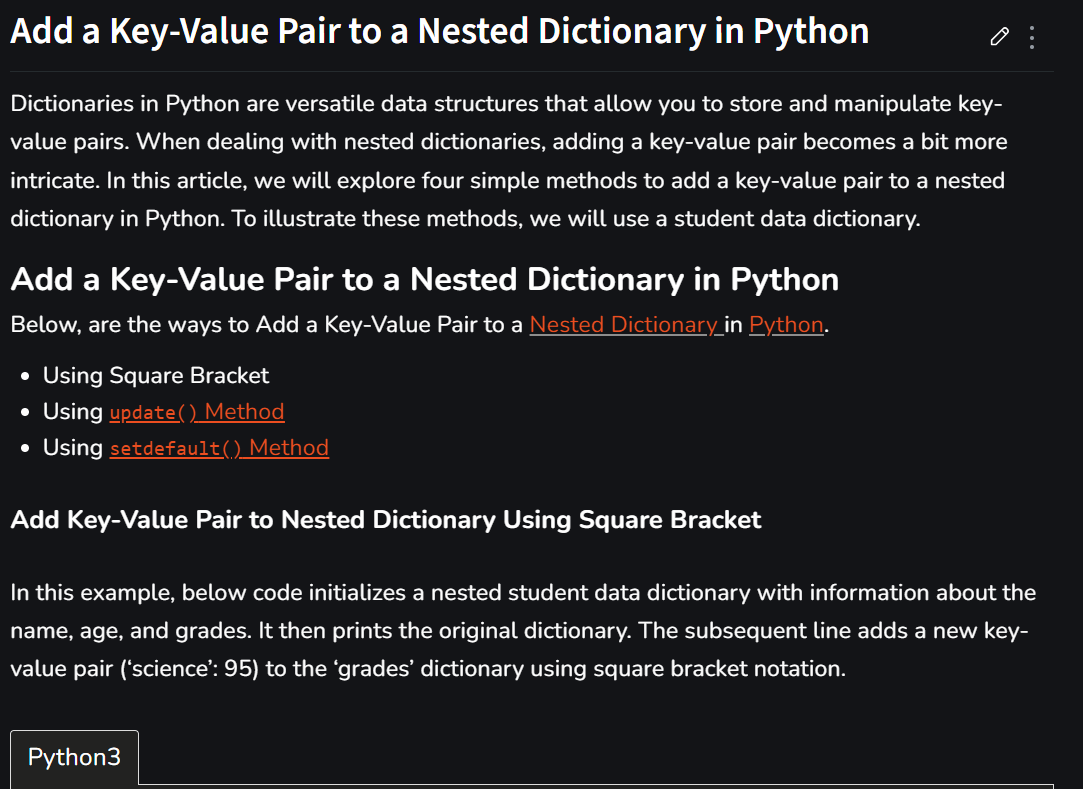 Add a Key-Value Pair to a Nested Dictionary in Python
Dictionaries in Python are versatile data structures that allow you to store and manipulate key-
value pairs. When dealing with nested dictionaries, adding a key-value pair becomes a bit more
intricate. In this article, we will explore four simple methods to add a key-value pair to a nested
dictionary in Python. To illustrate these methods, we will use a student data dictionary.
Add a Key-Value Pair to a Nested Dictionary in Python
Below, are the ways to Add a Key-Value Pair to a Nested Dictionary in Python.
• Using Square Bracket
• Using update() Method
• Using setdefault() Method
Add Key-Value Pair to Nested Dictionary Using Square Bracket
In this example, below code initializes a nested student data dictionary with information about the
name, age, and grades. It then prints the original dictionary. The subsequent line adds a new key-
value pair (‘science’: 95) to the ‘grades’ dictionary using square bracket notation.
Python3